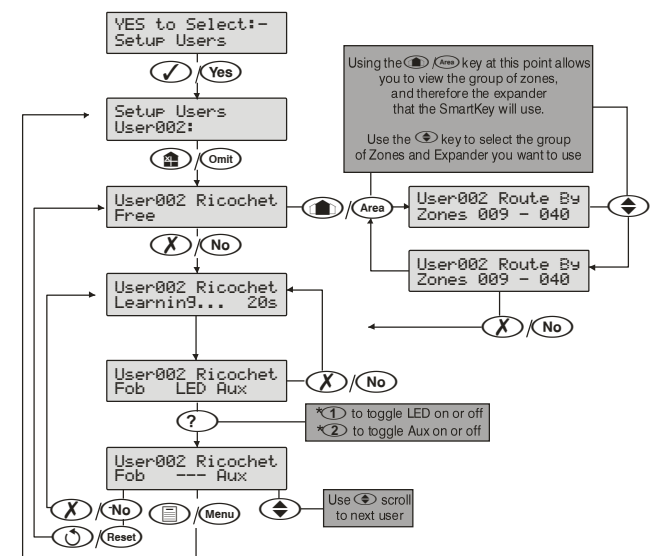 YES to Select:-
Setup Users
/ Yes
Using the / Area key at this point allows
you to view the group of zones,
and therefore the expander
that the SmartKey will use.
Use the key to select the group
of Zones and Expander you want to use
Setup Users
User002:
/ Omit
User002 Ricochet
Free
/ Area
User002 Route By
Zones 009 - 040
X / No
User002 Route By
Zones 009 - 040
User002 Ricochet
Learning... 20s
X / No
User002 Ricochet
Fob LED Aux
X / No
?
*1 to toggle LED on or off
*2 to toggle Aux on or off
User002 Ricochet
Fob --- Aux
X / No
/ Menu
Use scroll
to next user
/ Reset